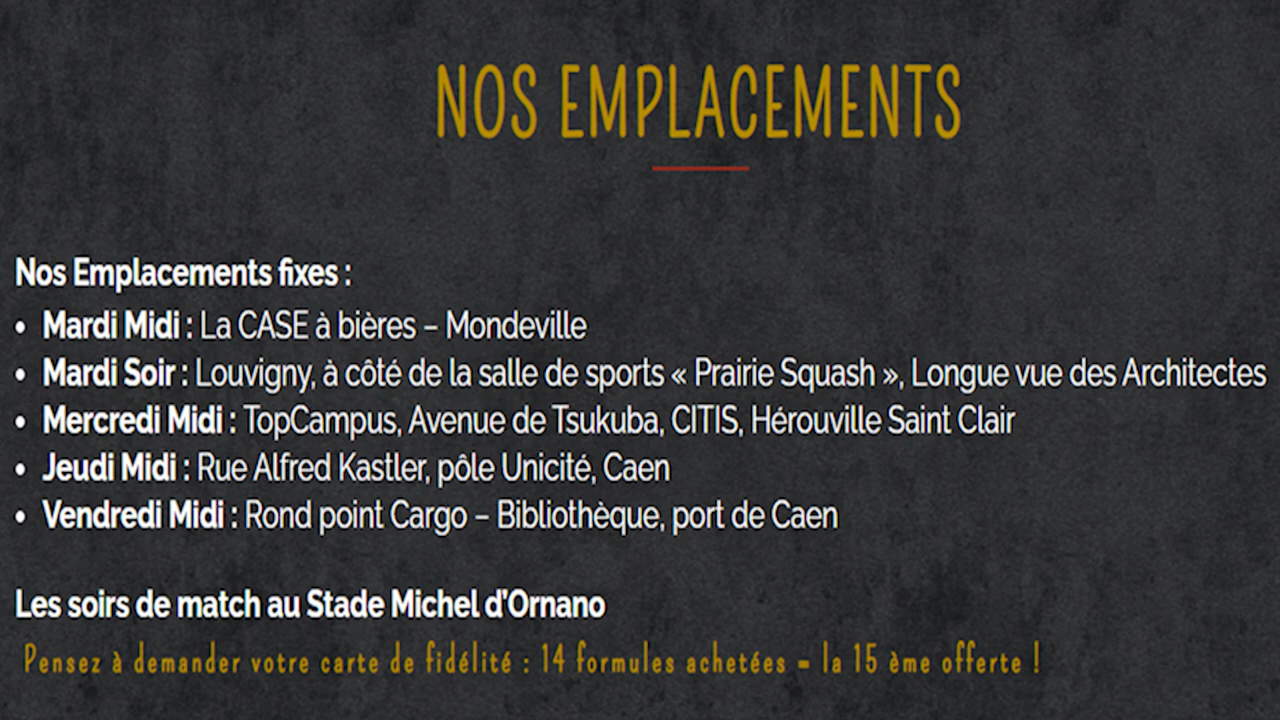 NOS EMPLACEMENTS
Nos Emplacements fixes :
• Mardi Midi : La CASE à bières – Mondeville
• Mardi Soir : Louvigny, à côté de la salle de sports « Prairie Squash », Longue vue des Architectes
• Mercredi Midi : TopCampus, Avenue de Tsukuba, CITIS, Hérouville Saint Clair
• Jeudi Midi : Rue Alfred Kastler, pôle Unicité, Caen
• Vendredi Midi : Rond point Cargo – Bibliothèque, port de Caen
Les soirs de match au Stade Michel d'Ornano
Pensez à demander votre carte de fidélité : 14 formules achetées = la 15 ème offerte !